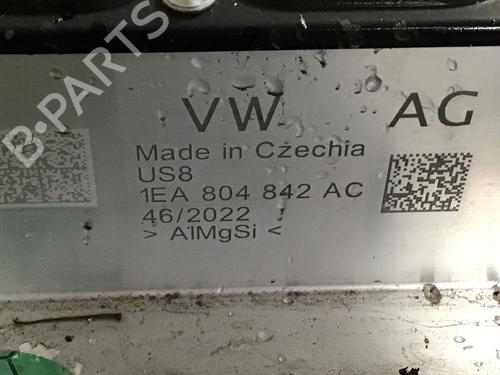 B-PARTS
VW AG
Made in Czechia
US8
1EA 804 842 AC
46/2022
> AlMgSi <